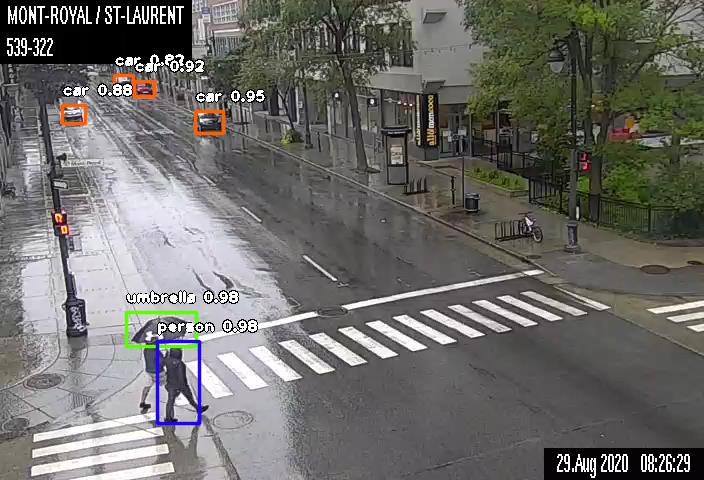 MONT-ROYAL / ST-LAURENT
539-322
car 0.92
car 0.88
car 0.95
umbrella 0.98
person 0.98
29.Aug 2020 08:26:29